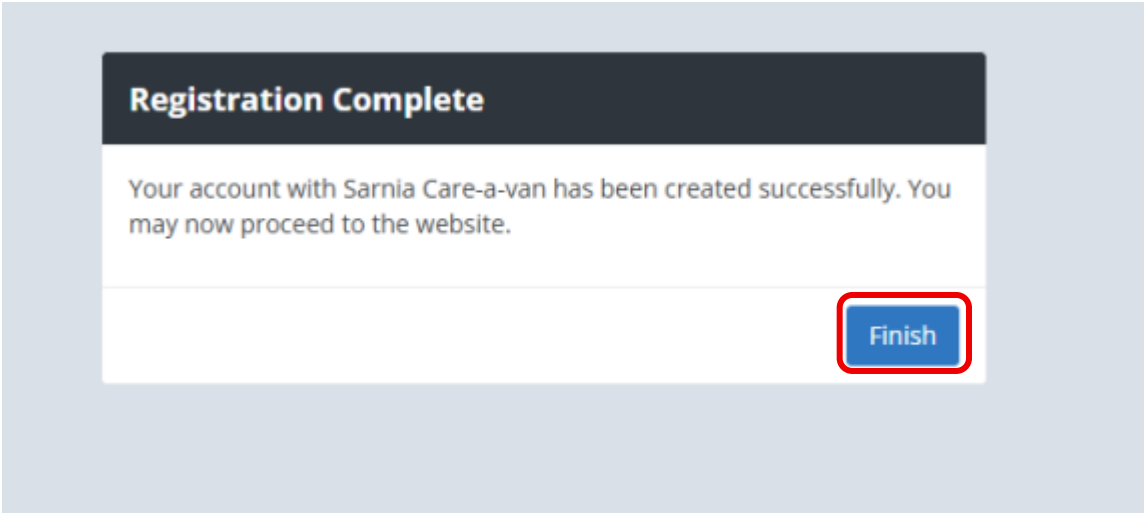 Registration Complete
Your account with Sarnia Care-a-van has been created successfully. You
may now proceed to the website.
Finish